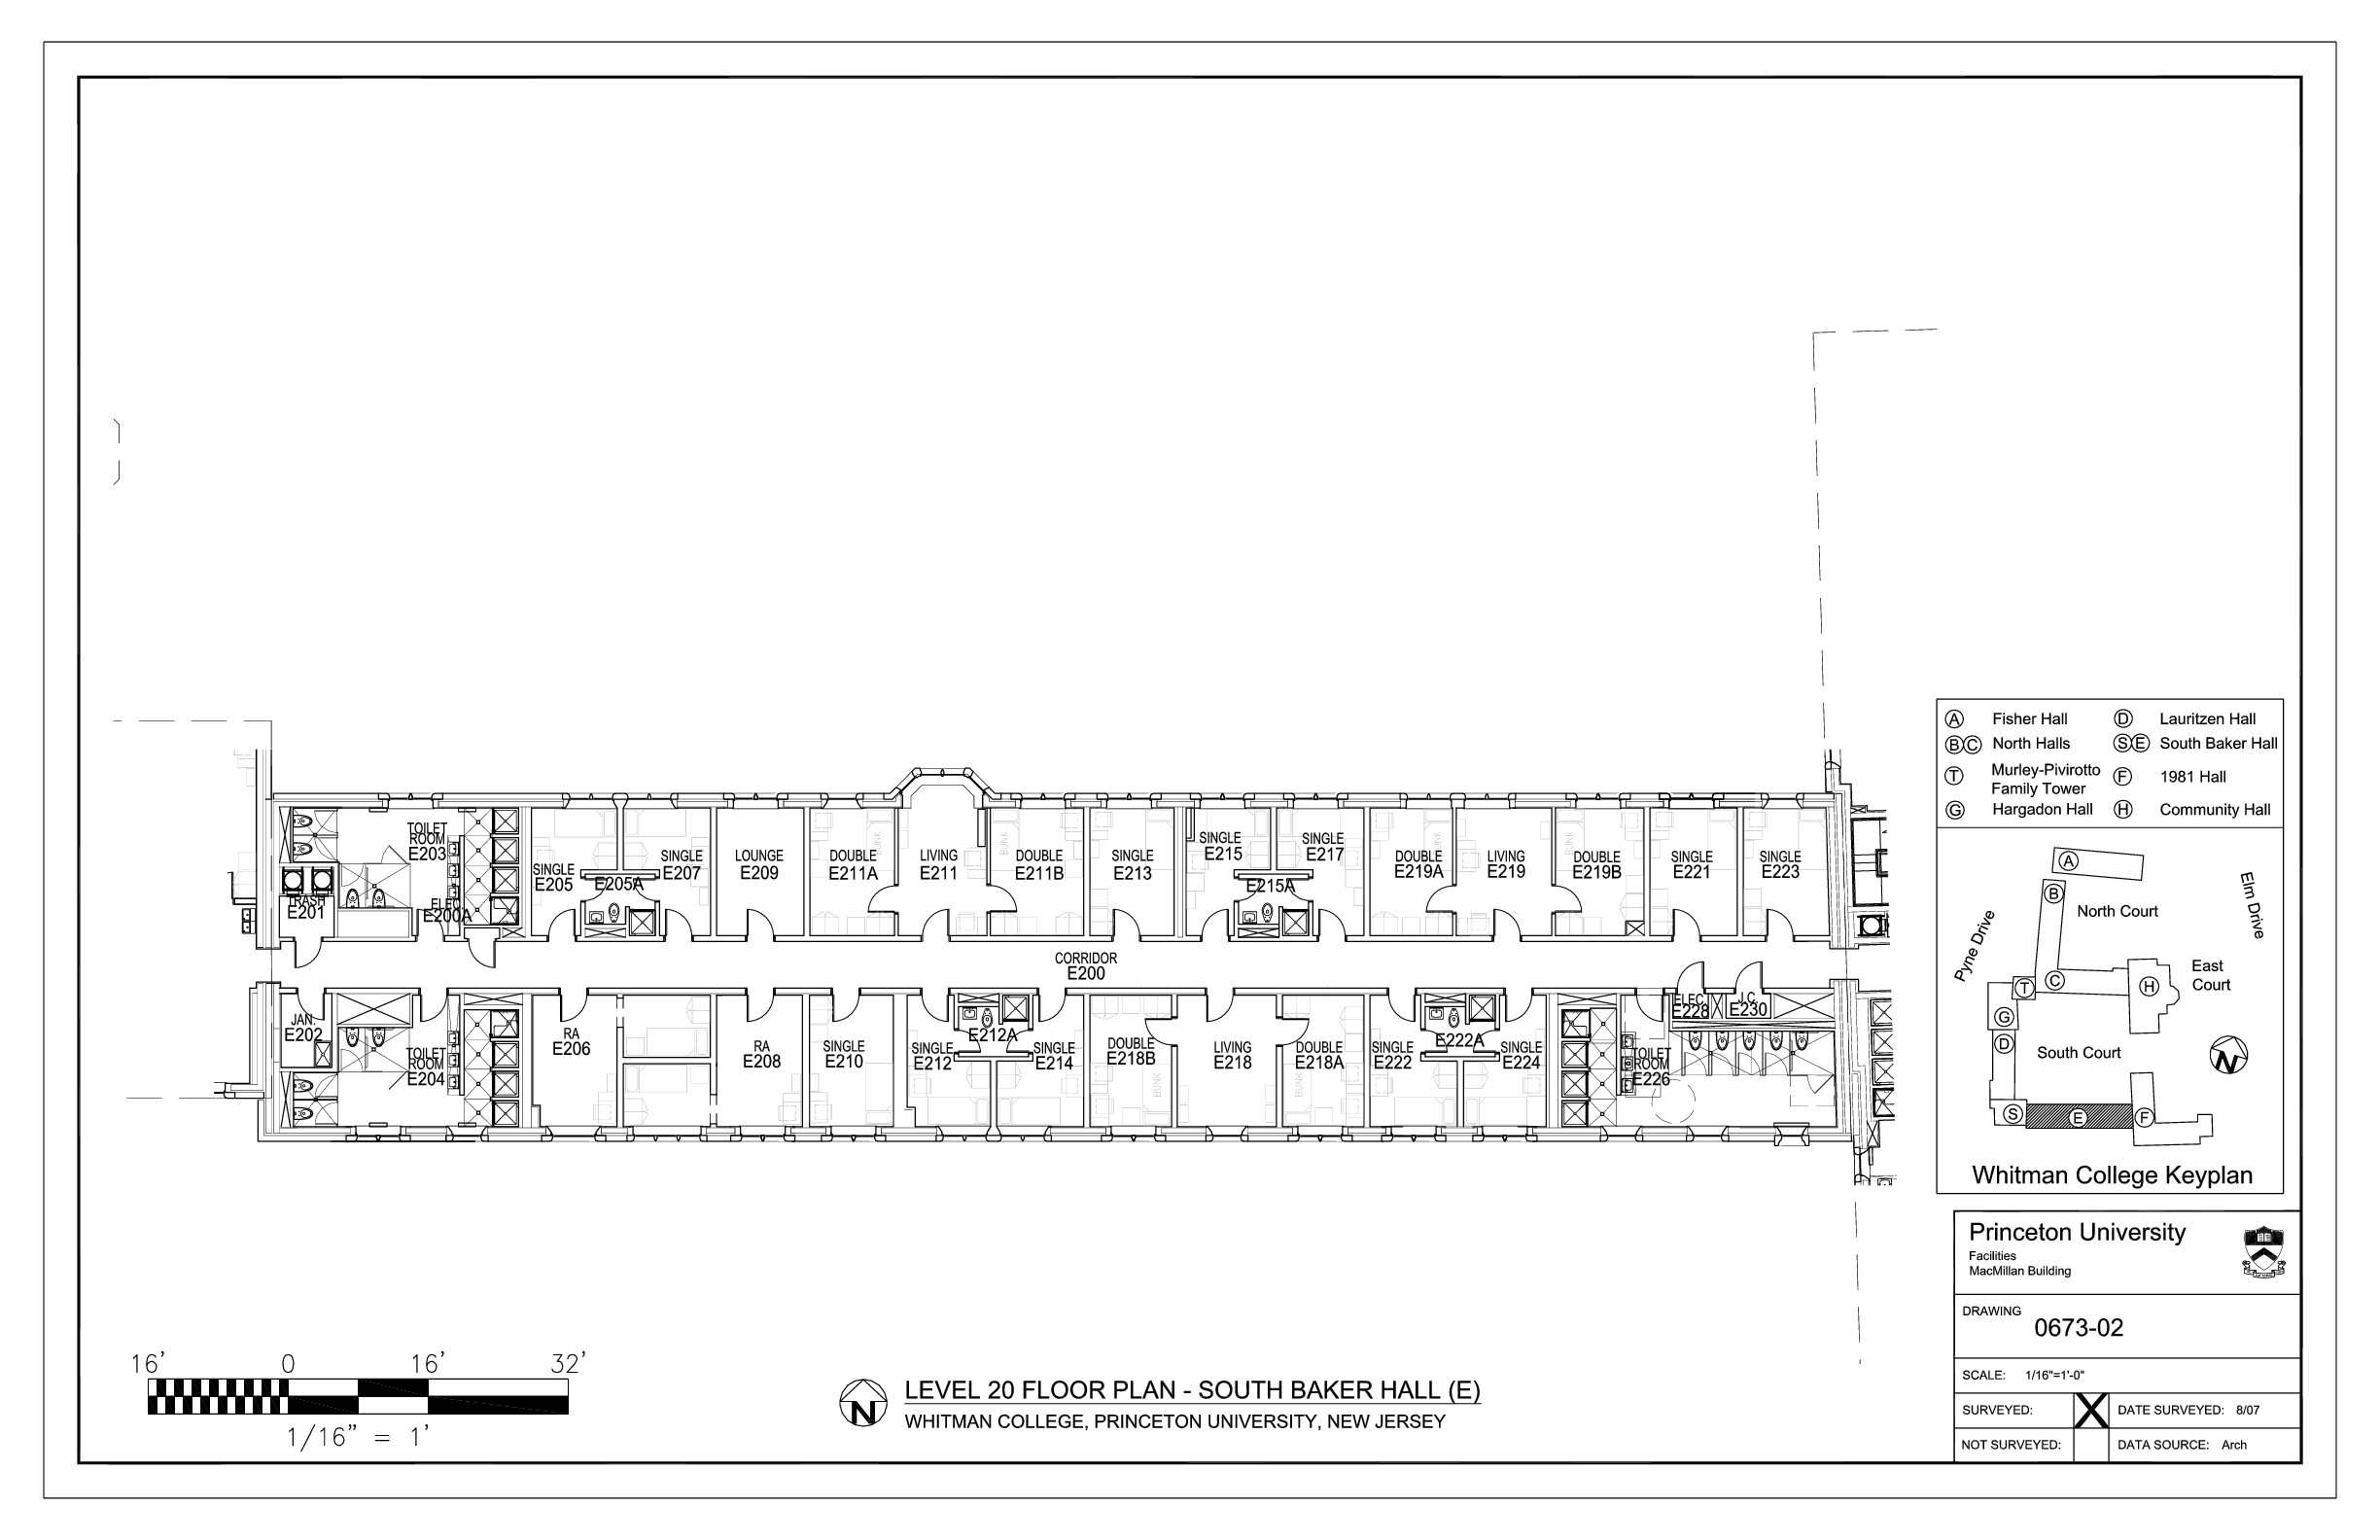 TOILET
ROOM
E203
TRASH
E201
ELEC.
E200A
SINGLE
E205
E205A
SINGLE
E207
LOUNGE
E209
DOUBLE
E211A
BUNK
LIVING
E211
BUNK
DOUBLE
E211B
SINGLE
E213
SINGLE
E215
E215A
SINGLE
E217
DOUBLE
E219A
BUNK
LIVING
E219
BUNK
DOUBLE
E219B
SINGLE
E221
SINGLE
E223
CORRIDOR
E200
JAN.
E202
TOILET
ROOM
E204
RA
E206
RA
E208
SINGLE
E210
SINGLE
E212
E212A
SINGLE
E214
DOUBLE
E218B
BUNK
LIVING
E218
DOUBLE
E218A
BUNK
SINGLE
E222
E222A
SINGLE
E224
TOILET
ROOM
E226
ELEC.
E228
J.C.
E230
A Fisher Hall
D Lauritzen Hall
B C North Halls
S E South Baker Hall
T Murley-Pivirotto
Family Tower
F 1981 Hall
G Hargadon Hall
H Community Hall
A
B
North Court
Elm Drive
Pyne Drive
C
T
H
East
Court
G
D
South Court
N
S
E
F
Whitman College Keyplan
Princeton University
Facilities
MacMillan Building
DRAWING
0673-02
SCALE: 1/16"=1'-0"
SURVEYED: X DATE SURVEYED: 8/07
NOT SURVEYED: DATA SOURCE: Arch
16' 0 16' 32'
1/16" = 1'
N
LEVEL 20 FLOOR PLAN - SOUTH BAKER HALL (E)
WHITMAN COLLEGE, PRINCETON UNIVERSITY, NEW JERSEY